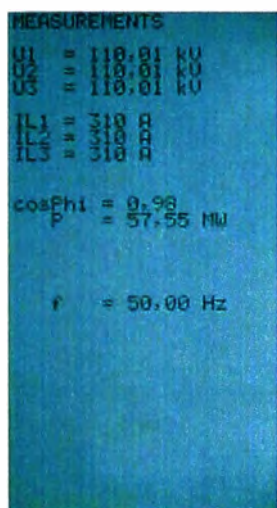 MEASUREMENTS
U1 = 110,01 kV
U2 = 110,01 kV
U3 = 110,01 kV
IL1 = 310 A
IL2 = 310 A
IL3 = 310 A
cosPhi = 0,98
P = 57,55 MW
f = 50,00 Hz